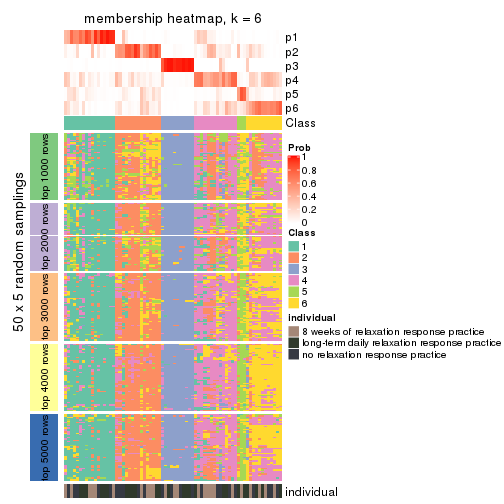 membership heatmap, k = 6
p1
p2
p3
p4
p5
p6
Class
50 x 5 random samplings
top 1000 rows
top 2000 rows
top 3000 rows
top 4000 rows
top 5000 rows
Prob
1
0.8
0.6
0.4
0.2
0
Class
1
2
3
4
5
6
individual
8 weeks of relaxation response practice
long-term daily relaxation response practice
no relaxation response practice
individual